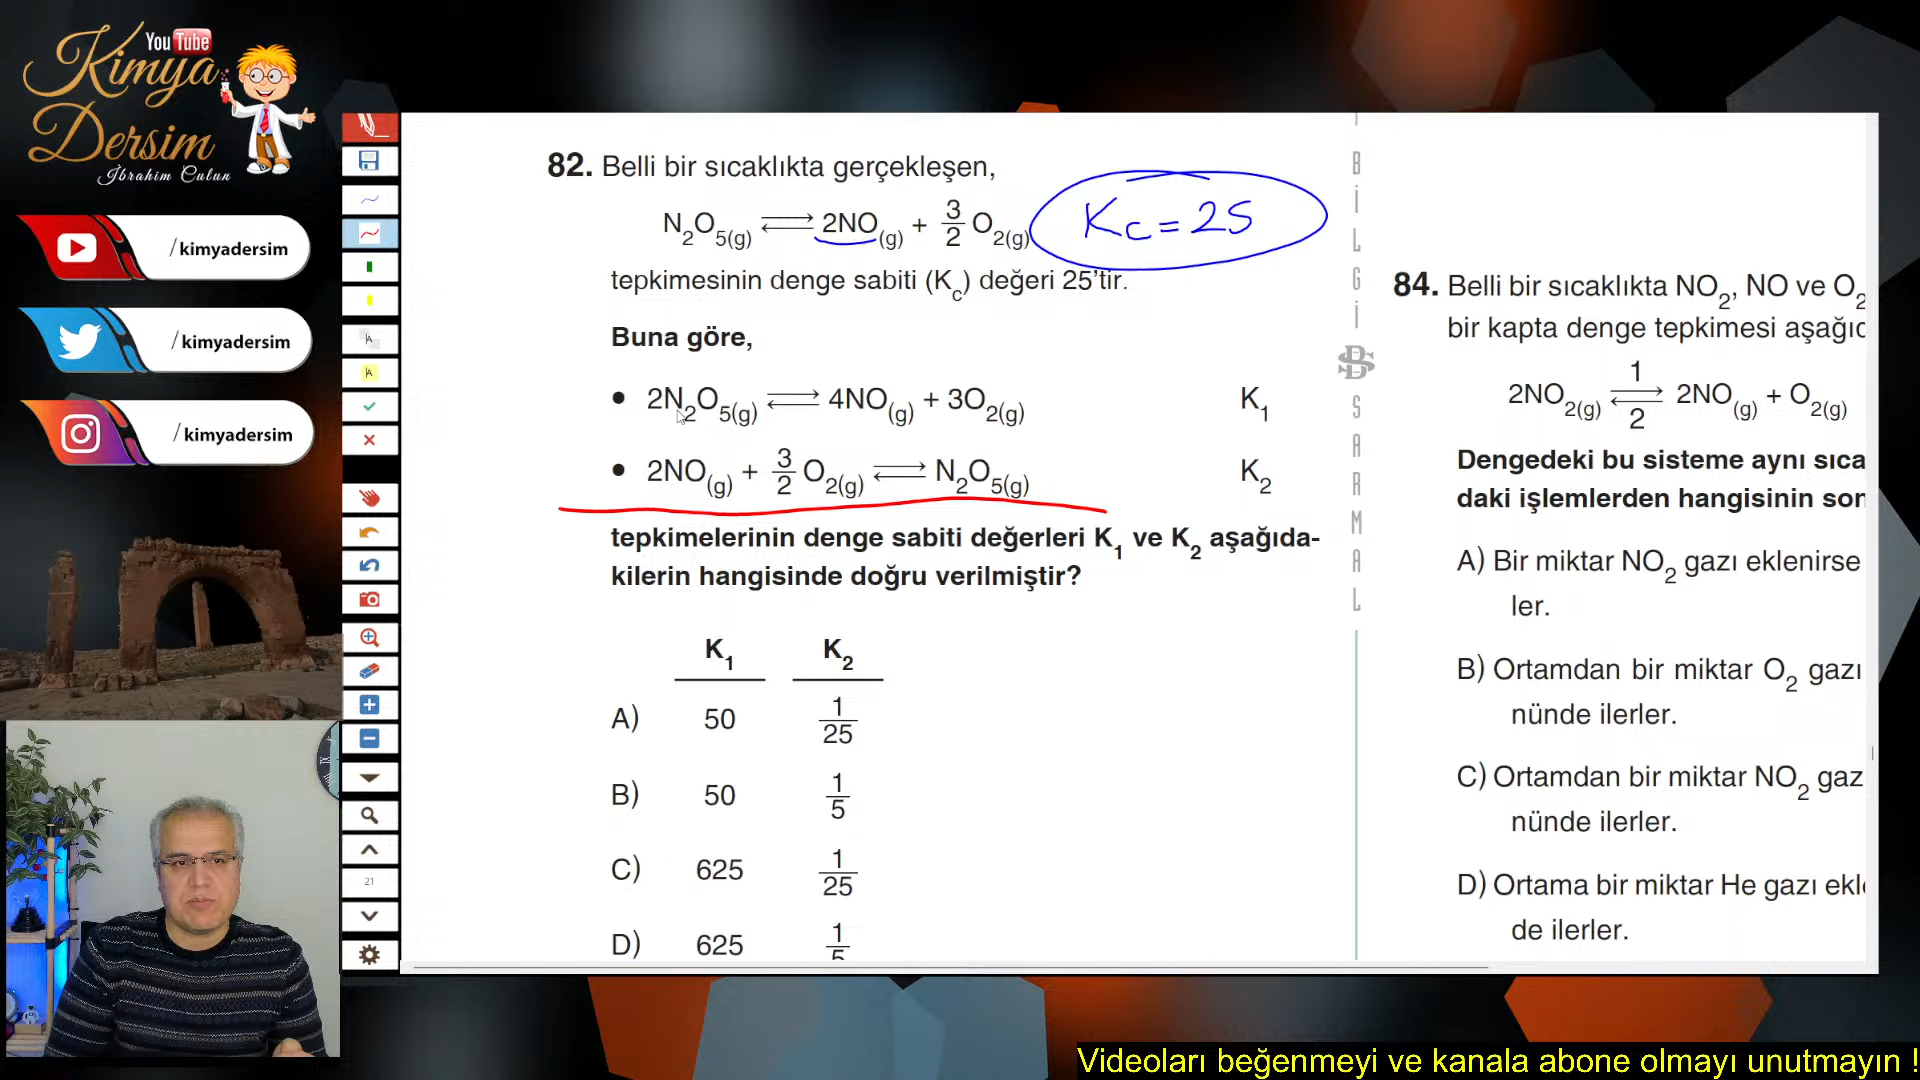 You Tube
Kimya
Dersim
İbrahim Culun
/kimyadersim
/kimyadersim
/kimyadersim
21
82. Belli bir sıcaklıkta gerçekleşen,
N2O5(g) ⇌ 2NO(g) + 3/2 O2(g)
Kc = 25
tepkimesinin denge sabiti (Kc) değeri 25'tir.
Buna göre,
• 2N2O5(g) ⇌ 4NO(g) + 3O2(g) K1
• 2NO(g) + 3/2 O2(g) ⇌ N2O5(g) K2
tepkimelerinin denge sabiti değerleri K1 ve K2 aşağıda-
kilerin hangisinde doğru verilmiştir?
K1 K2
A) 50 1/25
B) 50 1/5
C) 625 1/25
D) 625 1/5
BİLGİ
SARMAL
84. Belli bir sıcaklıkta NO2, NO ve O2
bir kapta denge tepkimesi aşağıd
2NO2(g) 1⇌2 2NO(g) + O2(g)
Dengedeki bu sisteme aynı sıca
daki işlemlerden hangisinin son
A) Bir miktar NO2 gazı eklenirse
ler.
B) Ortamdan bir miktar O2 gazı
nünde ilerler.
C) Ortamdan bir miktar NO2 gaz
nünde ilerler.
D) Ortama bir miktar He gazı ekl
de ilerler.
Videoları beğenmeyi ve kanala abone olmayı unutmayın !